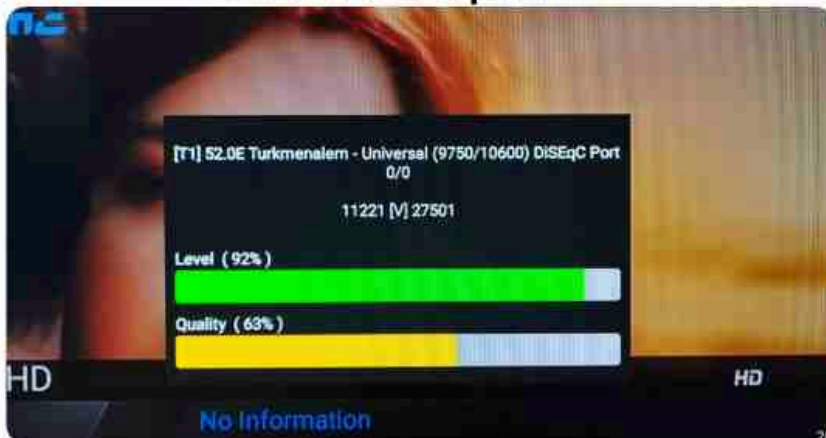 [T1] 52.0E Turkmenalem - Universal (9750/10600) DiSEqC Port
0/0
11221 [V] 27501
Level ( 92% )
Quality ( 63% )
HD
HD
No Information